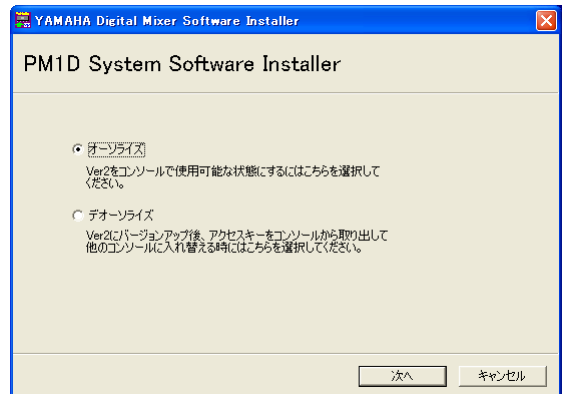 YAMAHA Digital Mixer Software Installer
PM1D System Software Installer
オーソライズ
Ver2をコンソールで使用可能な状態にするにはこちらを選択して
ください。
デオーソライズ
Ver2にバージョンアップ後、アクセスキーをコンソールから取り出して
他のコンソールに入れ替える時にはこちらを選択してください。
次へ
キャンセル